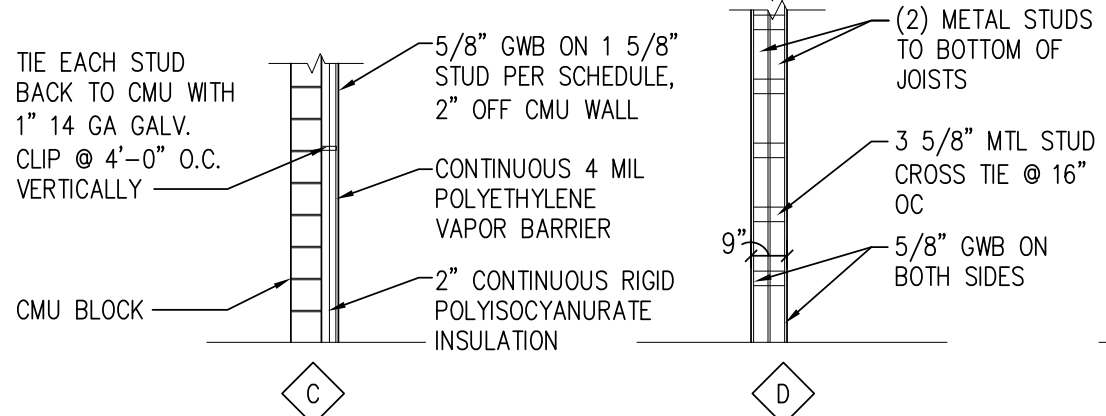 TIE EACH STUD
BACK TO CMU WITH
1" 14 GA GALV.
CLIP @ 4'-0" O.C.
VERTICALLY
CMU BLOCK
5/8" GWB ON 1 5/8"
STUD PER SCHEDULE,
2" OFF CMU WALL
CONTINUOUS 4 MIL
POLYETHYLENE
VAPOR BARRIER
2" CONTINUOUS RIGID
POLYISOCYANURATE
INSULATION
C
(2) METAL STUDS
TO BOTTOM OF
JOISTS
3 5/8" MTL STUD
CROSS TIE @ 16"
OC
9"
5/8" GWB ON
BOTH SIDES
D